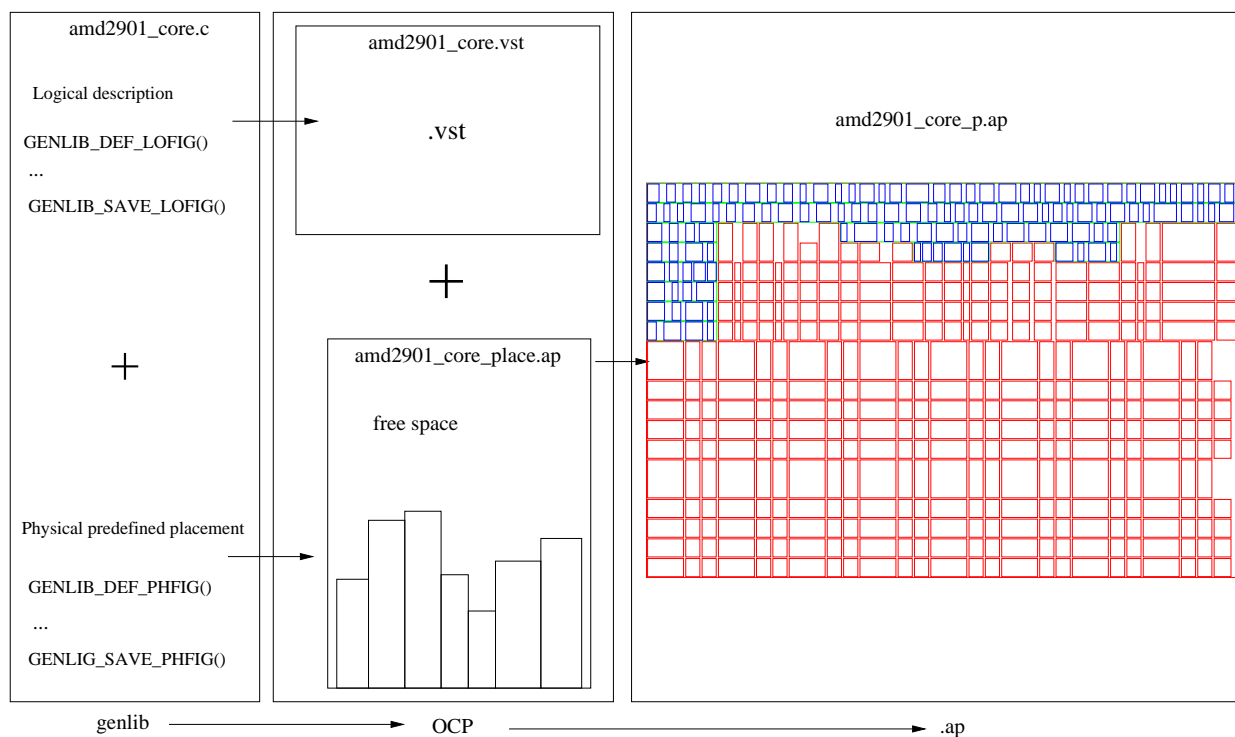 amd2901_core.c
Logical description
GENLIB_DEF_LOFIG()
...
GENLIB_SAVE_LOFIG()
+
Physical predefined placement
GENLIB_DEF_PHFIG()
...
GENLIG_SAVE_PHFIG()
amd2901_core.vst
.vst
+
amd2901_core_place.ap
free space
amd2901_core_p.ap
genlib
OCP
.ap